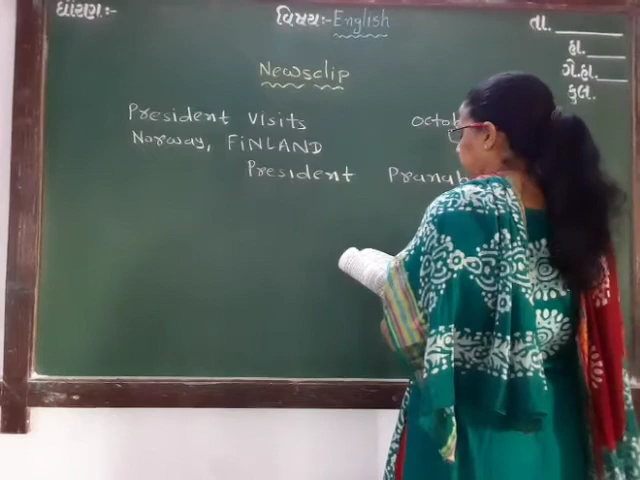 ધોરણ:-
વિષય:- English
તા.
હા.
ગે.હા.
કુલ.
Newsclip
President visits
Norway, FiNLAND
President